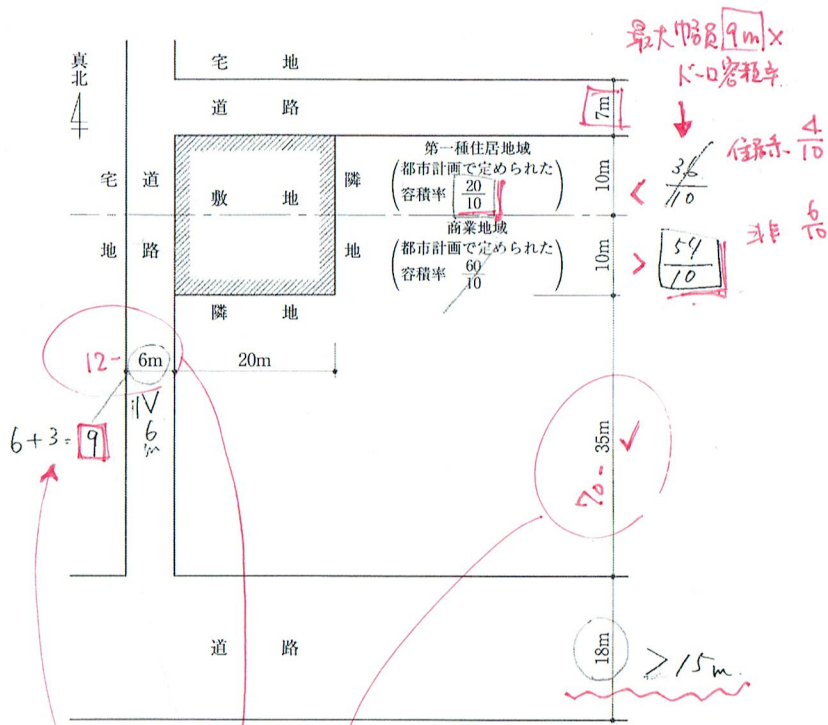 最大幅員 9m ×
ドーロ容積率
真北
宅 地
道 路
7m
第一種住居地域
都市計画で定められた
容積率 20/10
10m
<
36/10
住居系 4/10
宅地
道路
敷 地
隣地
商業地域
都市計画で定められた
容積率 60/10
10m
>
54/10
非 6/10
隣 地
12-
6m
20m
≧
6m
6+3=9
70-
35m
✓
道 路
18m
≧15m.